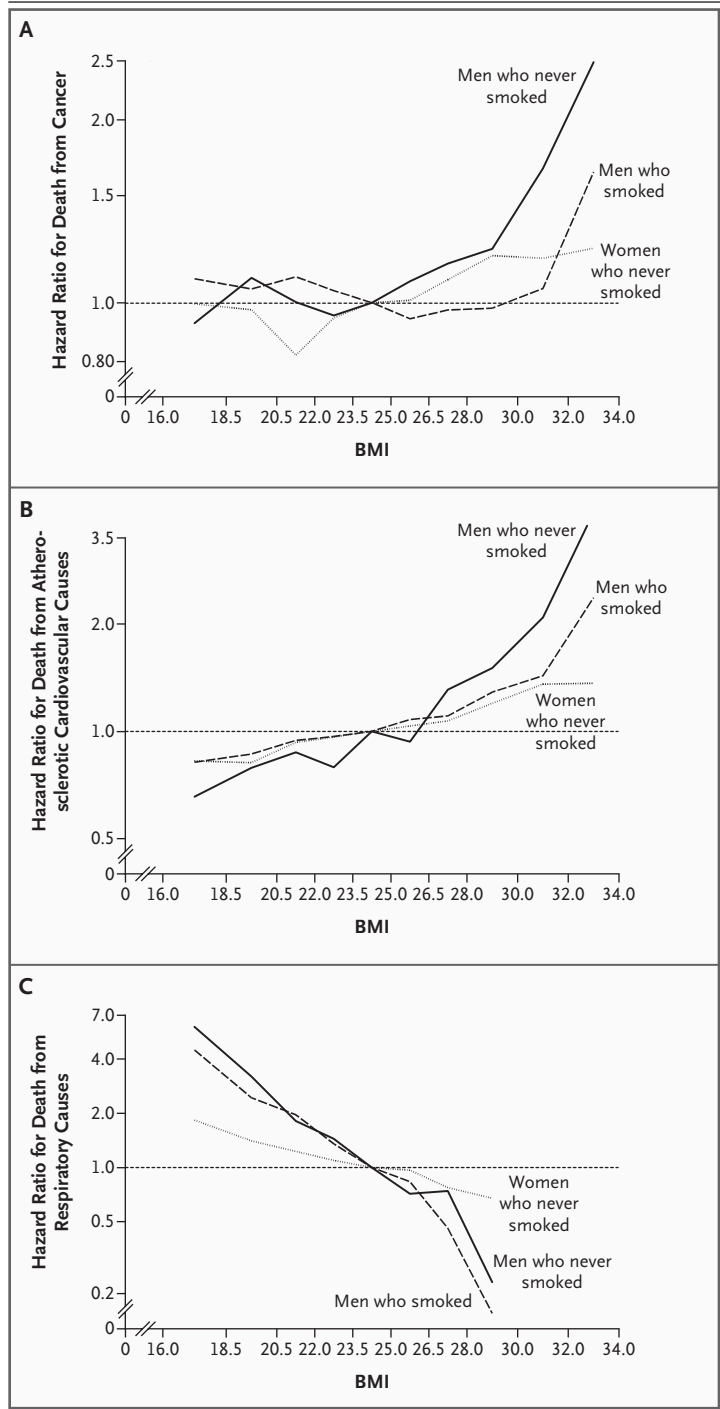 A
Hazard Ratio for Death from Cancer
2.5
2.0
1.5
1.0
0.80
0
Men who never
smoked
Men who
smoked
Women
who never
smoked
0 16.0 18.5 20.5 22.0 23.5 25.0 26.5 28.0 30.0 32.0 34.0
BMI
B
Hazard Ratio for Death from Athero-
sclerotic Cardiovascular Causes
3.5
2.0
1.0
0.5
0
Men who never
smoked
Men who
smoked
Women
who never
smoked
0 16.0 18.5 20.5 22.0 23.5 25.0 26.5 28.0 30.0 32.0 34.0
BMI
C
Hazard Ratio for Death from
Respiratory Causes
7.0
4.0
2.0
1.0
0.5
0.2
0
Women
who never
smoked
Men who never
smoked
Men who smoked
0 16.0 18.5 20.5 22.0 23.5 25.0 26.5 28.0 30.0 32.0 34.0
BMI